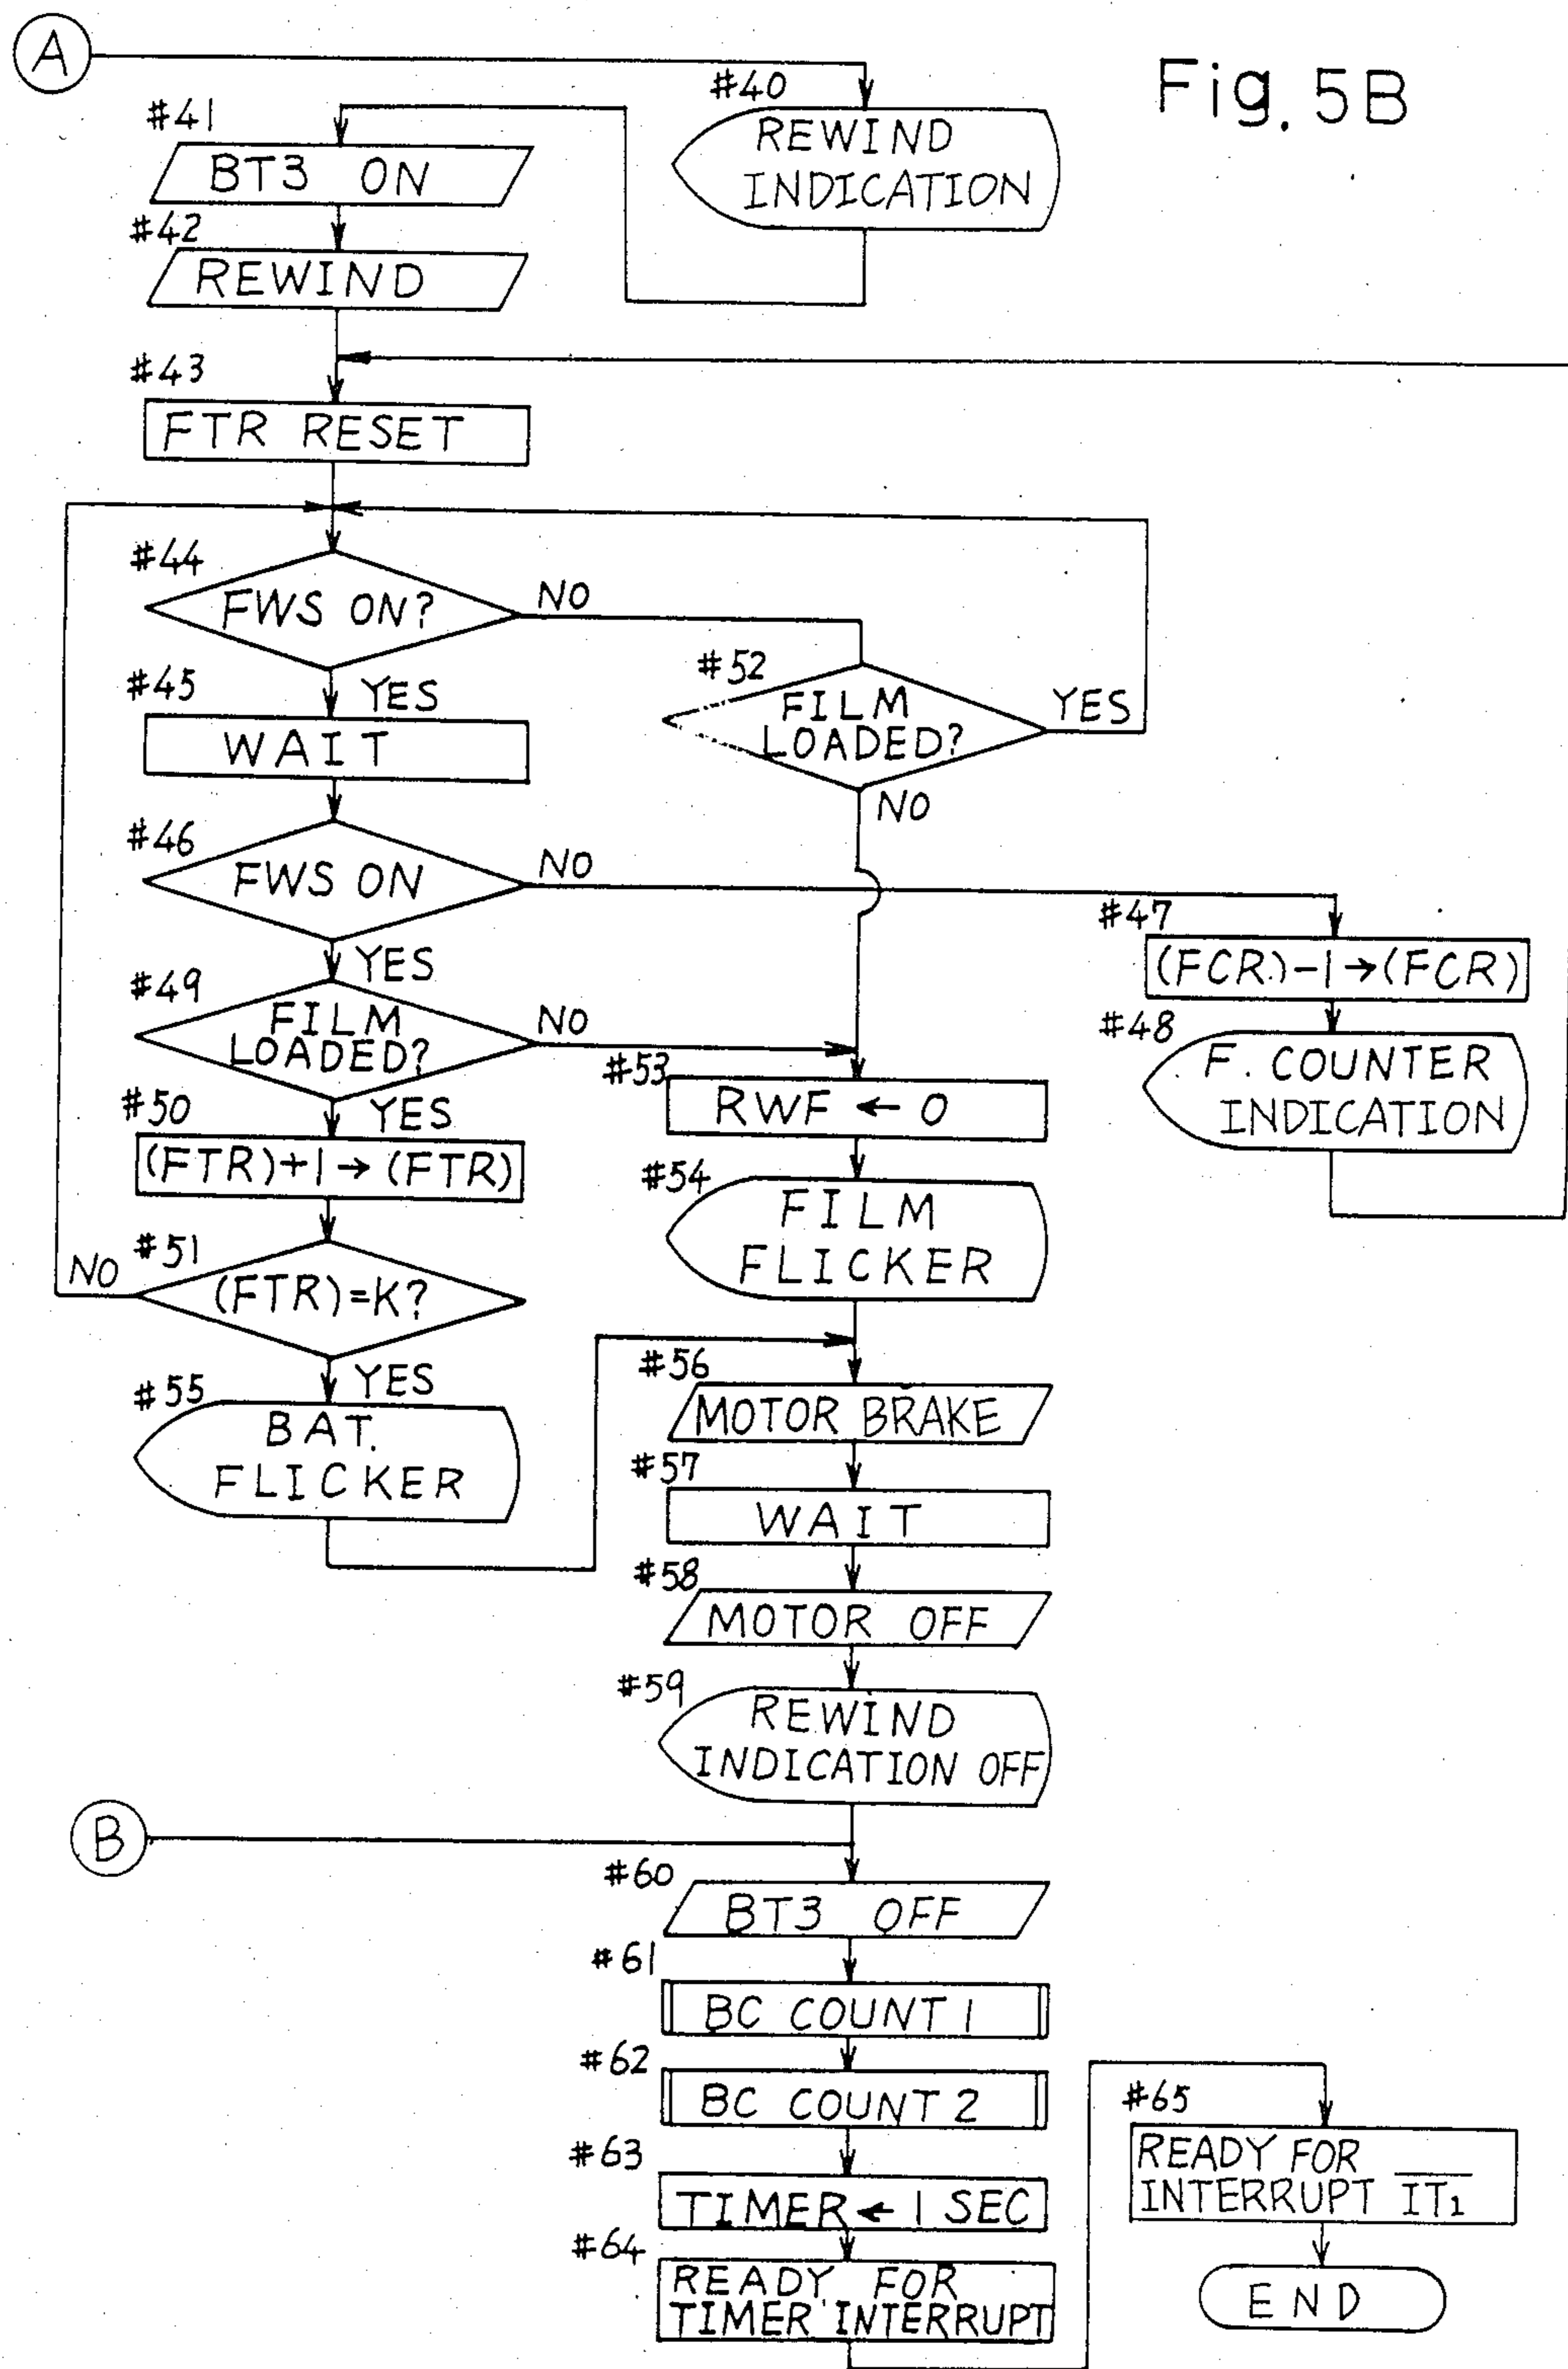 A
Fig. 5B
#40
REWIND
INDICATION
#41
BT3 ON
#42
REWIND
#43
FTR RESET
#44
FWS ON?
NO
YES
#45
WAIT
#52
FILM
LOADED?
YES
NO
#46
FWS ON
NO
YES
#47
(FCR)-1→(FCR)
#48
F. COUNTER
INDICATION
#49
FILM
LOADED?
NO
YES
#50
(FTR)+1→(FTR)
#51
(FTR)=K?
NO
YES
#53
RWF ← 0
#54
FILM
FLICKER
#55
BAT.
FLICKER
#56
MOTOR BRAKE
#57
WAIT
#58
MOTOR OFF
#59
REWIND
INDICATION OFF
B
#60
BT3 OFF
#61
BC COUNT 1
#62
BC COUNT 2
#63
TIMER ← 1 SEC
#64
READY FOR
TIMER INTERRUPT
#65
READY FOR
INTERRUPT I̅T̅₁̅
END